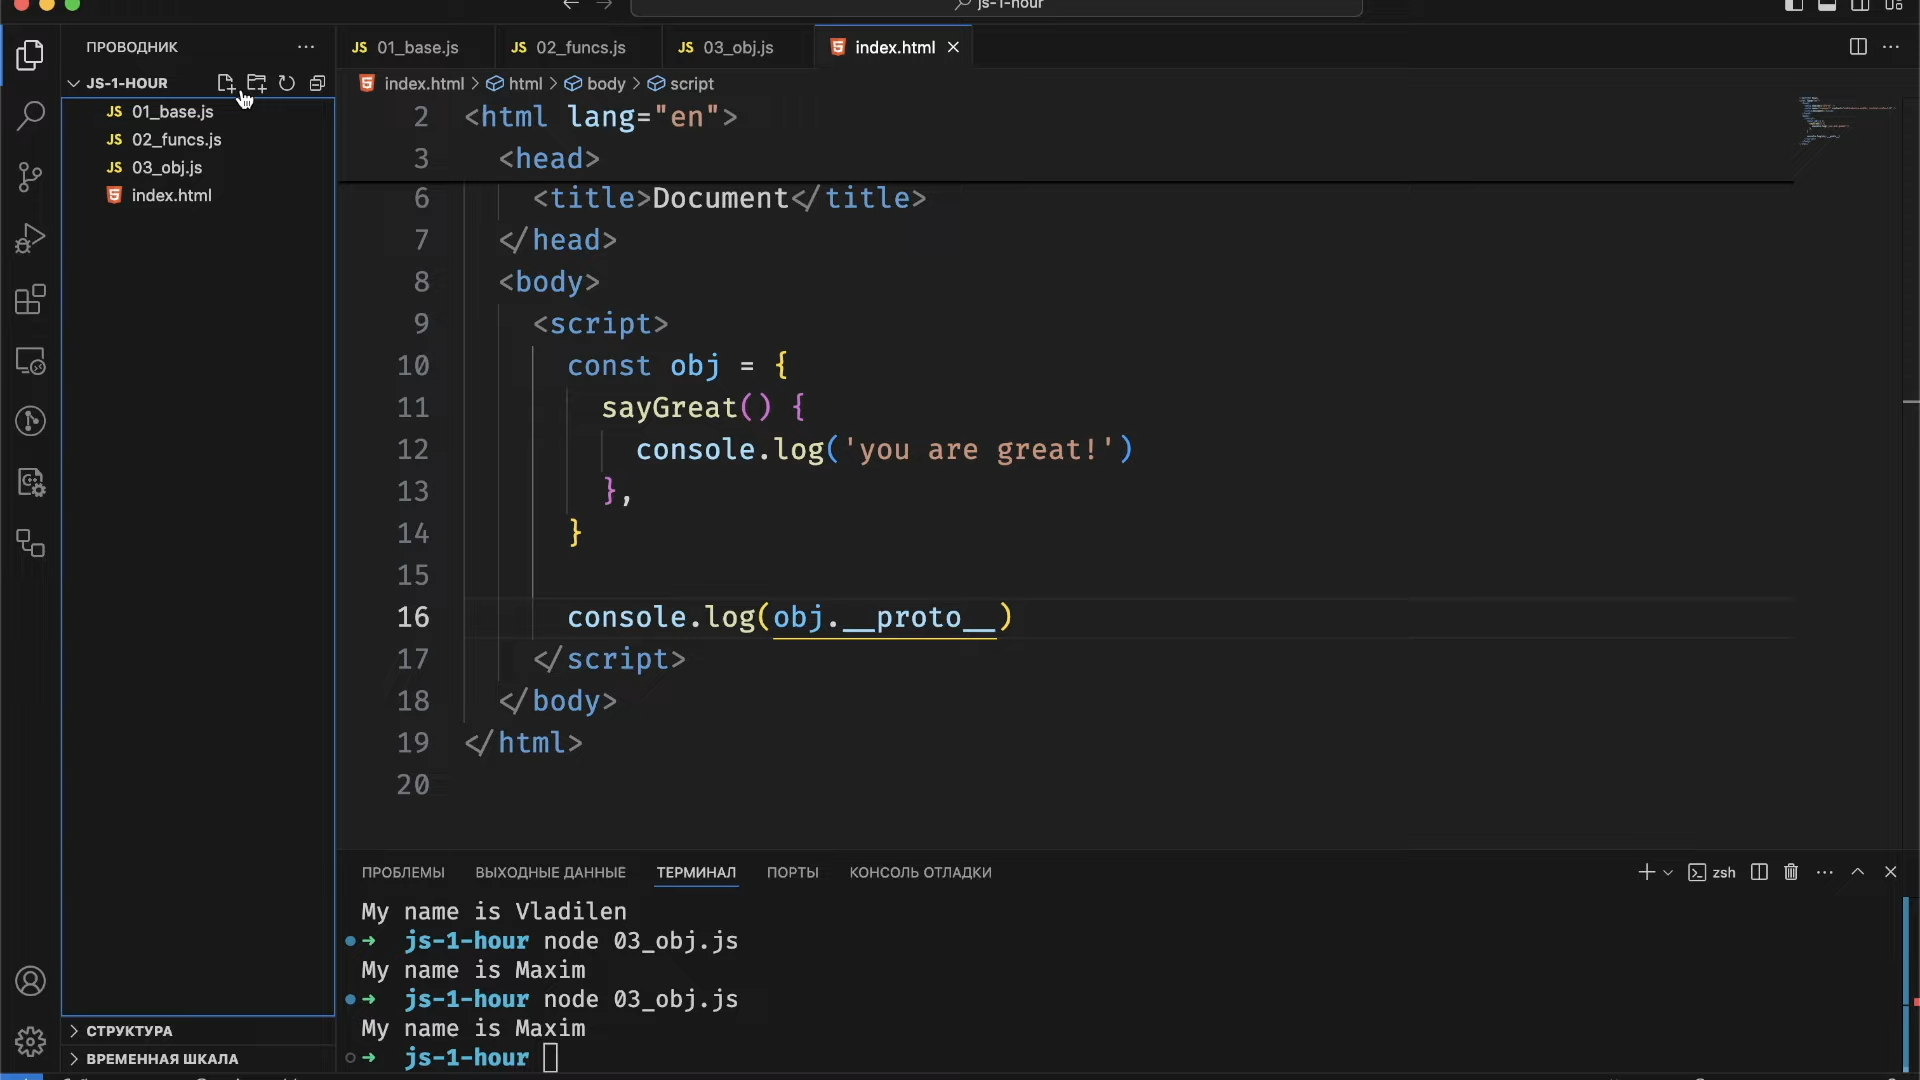 js-1-hour
ПРОВОДНИК
JS 01_base.js
JS 02_funcs.js
JS 03_obj.js
index.html
JS-1-HOUR
index.html > html > body > script
JS 01_base.js
JS 02_funcs.js
JS 03_obj.js
index.html
2 <html lang="en">
3 <head>
6 <title>Document</title>
7 </head>
8 <body>
9 <script>
10 const obj = {
11 sayGreat() {
12 console.log('you are great!')
13 },
14 }
15
16 console.log(obj.__proto__)
17 </script>
18 </body>
19 </html>
20
ПРОБЛЕМЫ ВЫХОДНЫЕ ДАННЫЕ ТЕРМИНАЛ ПОРТЫ КОНСОЛЬ ОТЛАДКИ
zsh
My name is Vladilen
➜ js-1-hour node 03_obj.js
My name is Maxim
➜ js-1-hour node 03_obj.js
My name is Maxim
➜ js-1-hour
СТРУКТУРА
ВРЕМЕННАЯ ШКАЛА